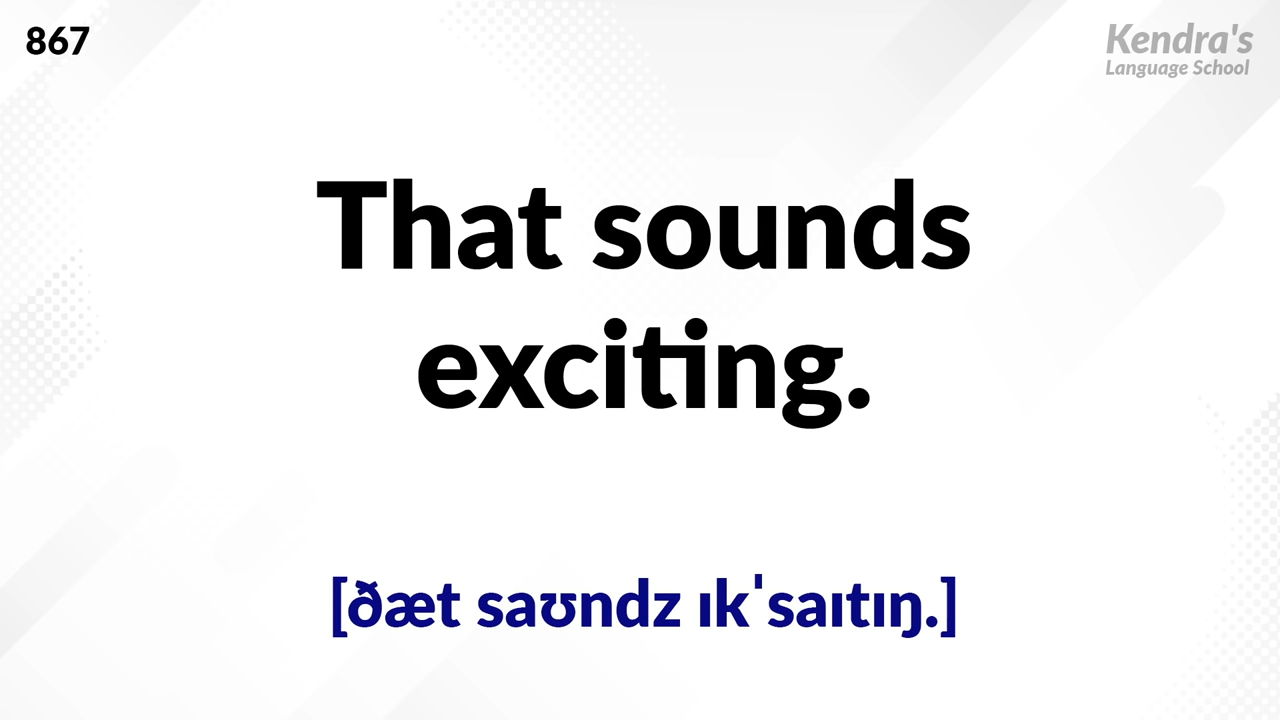 867
Kendra's
Language School
That sounds
exciting.
[ðæt saʊndz ɪkˈsaɪtɪŋ.]